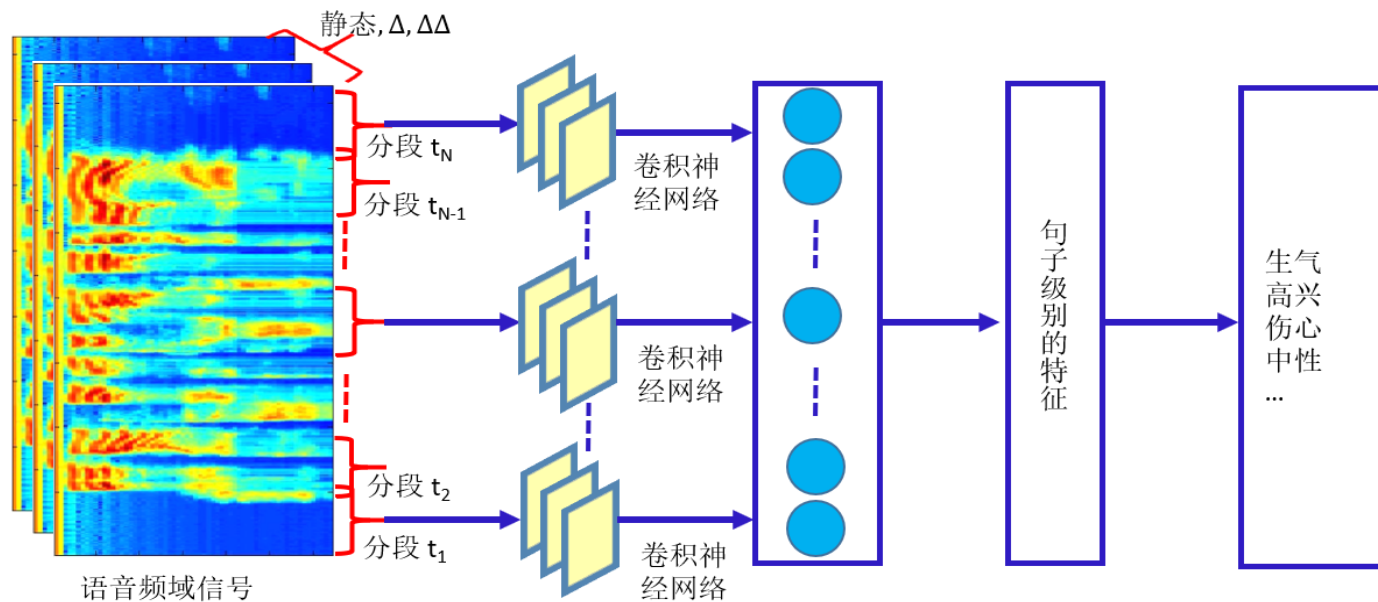 静态, Δ, ΔΔ
分段 tN
分段 tN-1
分段 t2
分段 t1
语音频域信号
卷积神
经网络
卷积神
经网络
卷积神
经网络
句子级别的特征
生气
高兴
伤心
中性
...